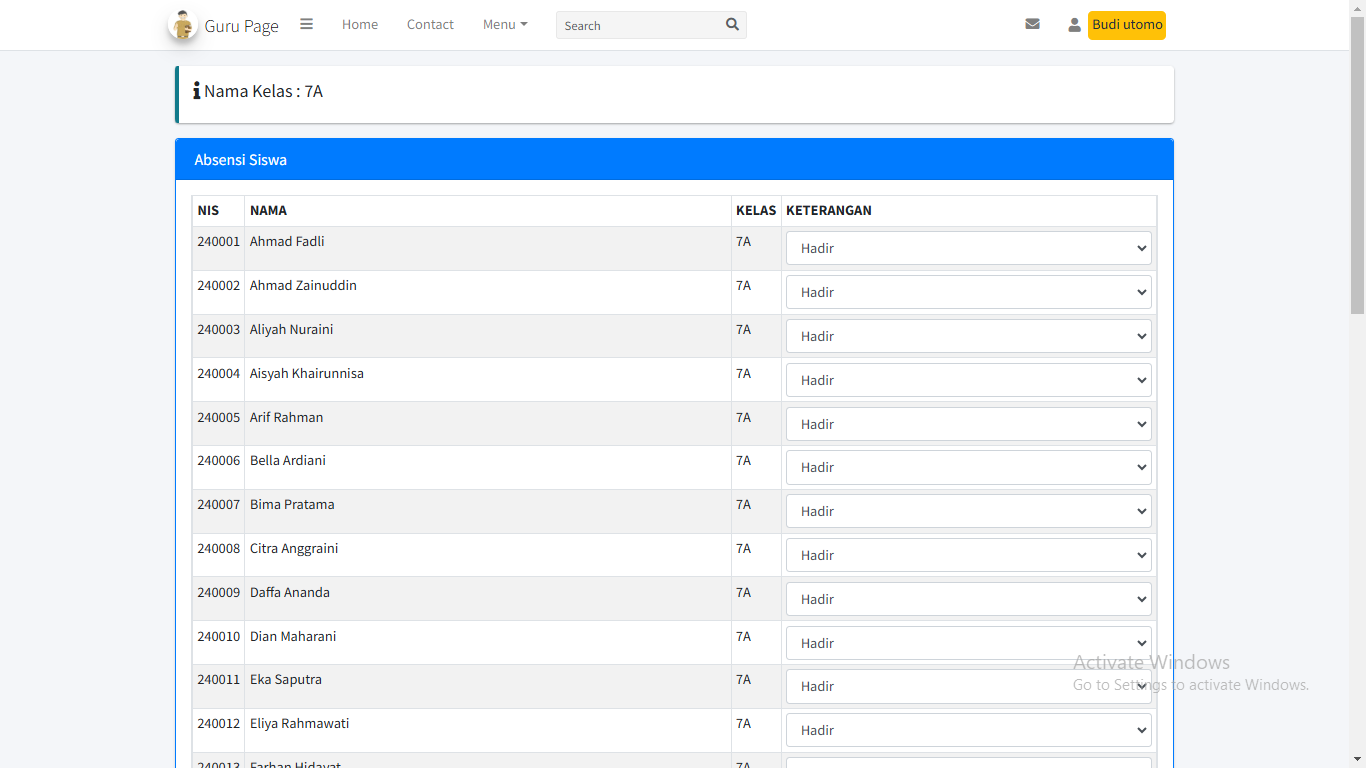 Guru Page Home Contact Menu Search Budi utomo
Nama Kelas : 7A
Absensi Siswa
NIS NAMA KELAS KETERANGAN
240001 Ahmad Fadli 7A Hadir
240002 Ahmad Zainuddin 7A Hadir
240003 Aliyah Nuraini 7A Hadir
240004 Aisyah Khairunnisa 7A Hadir
240005 Arif Rahman 7A Hadir
240006 Bella Ardiani 7A Hadir
240007 Bima Pratama 7A Hadir
240008 Citra Anggraini 7A Hadir
240009 Daffa Ananda 7A Hadir
240010 Dian Maharani 7A Hadir
Activate Windows
240011 Eka Saputra 7A Hadir
Go to Settings to activate Windows.
240012 Eliya Rahmawati 7A Hadir
240013 Farhan Hidayat 7A